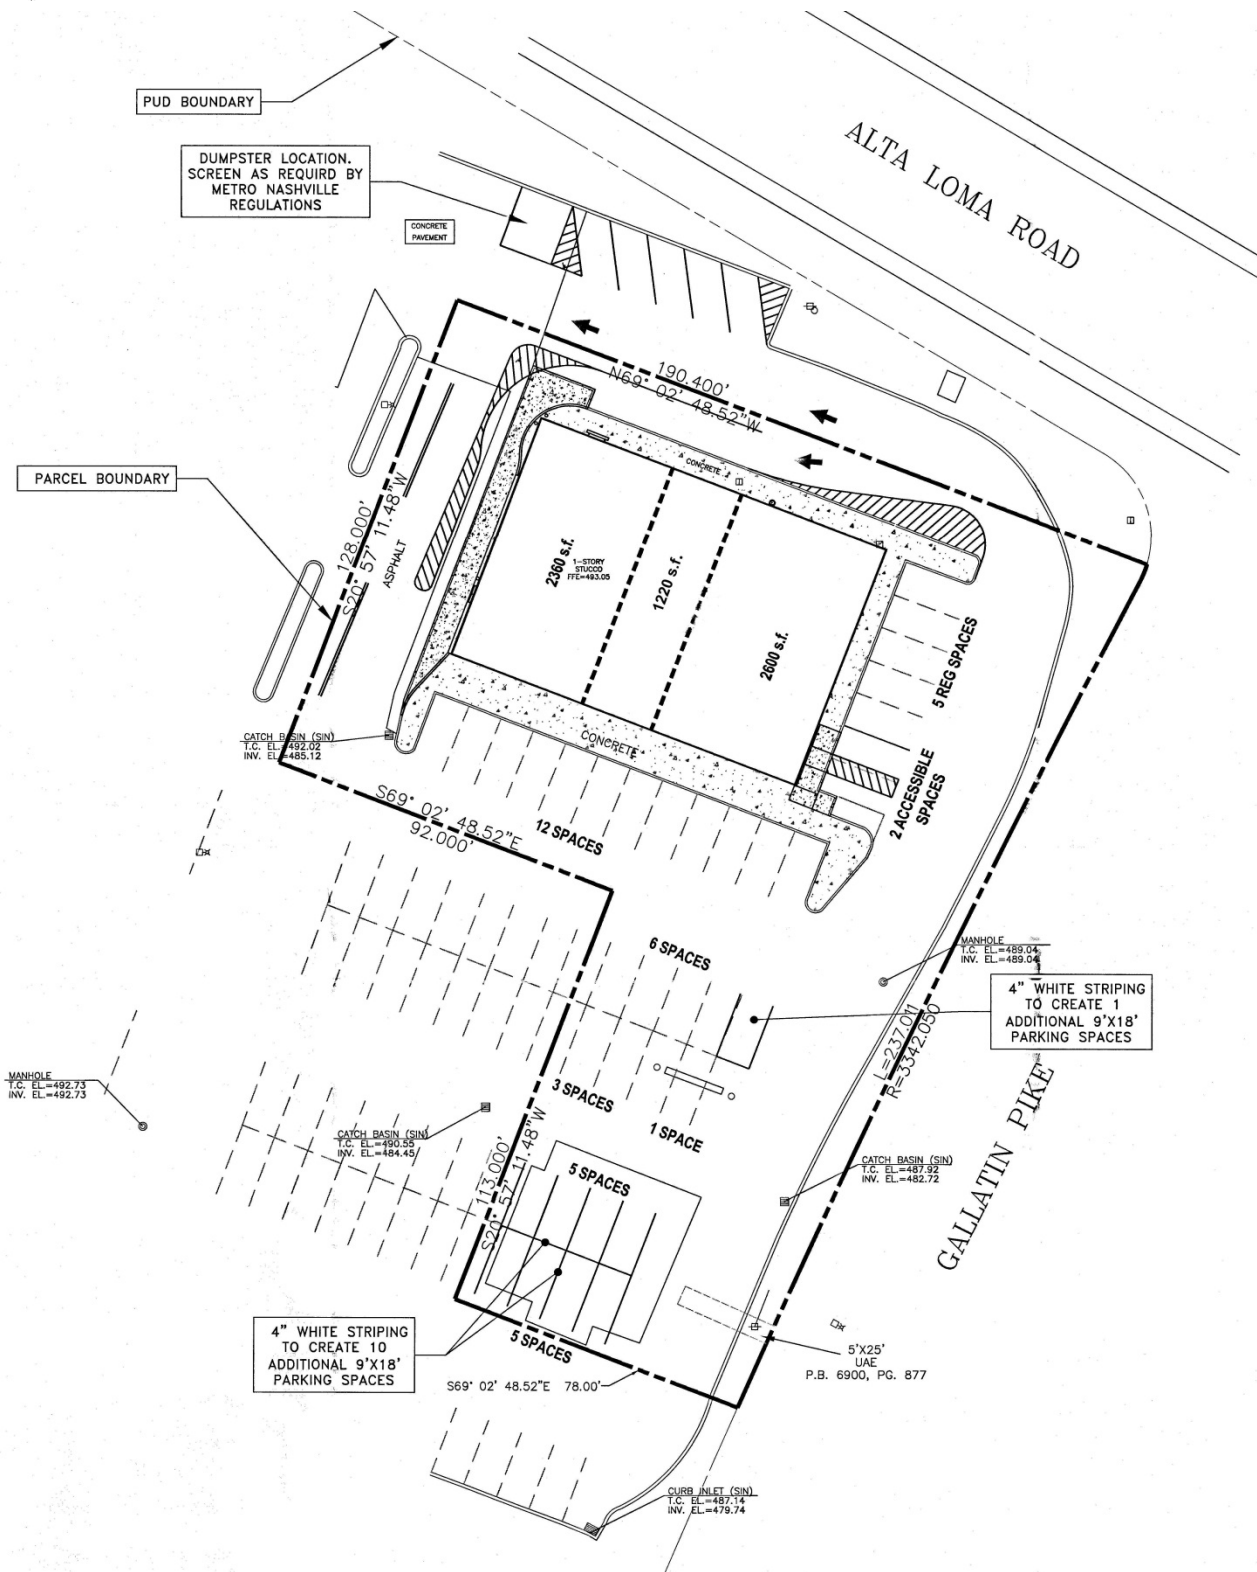 PUD BOUNDARY
ALTA LOMA ROAD
DUMPSTER LOCATION.
SCREEN AS REQUIRD BY
METRO NASHVILLE
REGULATIONS
CONCRETE
PAVEMENT
190.400'
N69° 02' 48.52"W
PARCEL BOUNDARY
128.000'
S20° 57' 11.48"W
ASPHALT
CONCRETE
2360 s.f.
1-STORY
STUCCO
FFE=493.05
1220 s.f.
2600 s.f.
5 REG SPACES
CATCH BASIN (SIN)
T.C. EL.=492.02
INV. EL.=485.12
CONCRETE
2 ACCESSIBLE
SPACES
S69° 02' 48.52"E
92.000'
12 SPACES
6 SPACES
MANHOLE
T.C. EL.=489.04
INV. EL.=489.04
4" WHITE STRIPING
TO CREATE 1
ADDITIONAL 9'X18'
PARKING SPACES
L=237.011
R=3342.050
MANHOLE
T.C. EL.=492.73
INV. EL.=492.73
3 SPACES
1 SPACE
GALLATIN PIKE
CATCH BASIN (SIN)
T.C. EL.=490.55
INV. EL.=484.45
113.000'
S20° 57' 11.48"W
5 SPACES
CATCH BASIN (SIN)
T.C. EL.=487.92
INV. EL.=482.72
4" WHITE STRIPING
TO CREATE 10
ADDITIONAL 9'X18'
PARKING SPACES
5 SPACES
S69° 02' 48.52"E 78.00'
5'X25'
UAE
P.B. 6900, PG. 877
CURB INLET (SIN)
T.C. EL.=487.14
INV. EL.=479.74